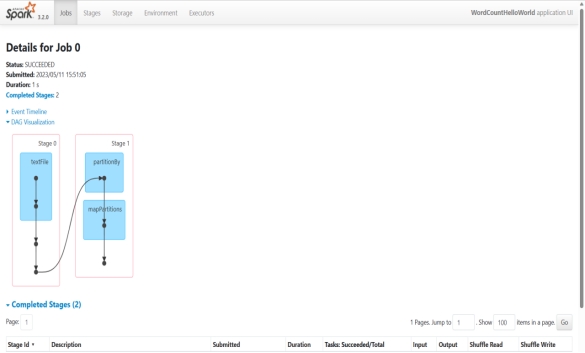 APACHE
Spark 3.2.0 Jobs Stages Storage Environment Executors WordCountHelloWorld application UI
Details for Job 0
Status: SUCCEEDED
Submitted: 2023/05/11 15:51:05
Duration: 1 s
Completed Stages: 2
Event Timeline
DAG Visualization
Stage 0 Stage 1
textFile partitionBy
mapPartitions
Completed Stages (2)
Page: 1 1 Pages. Jump to 1 . Show 100 items in a page. Go
Stage Id Description Submitted Duration Tasks: Succeeded/Total Input Output Shuffle Read Shuffle Write